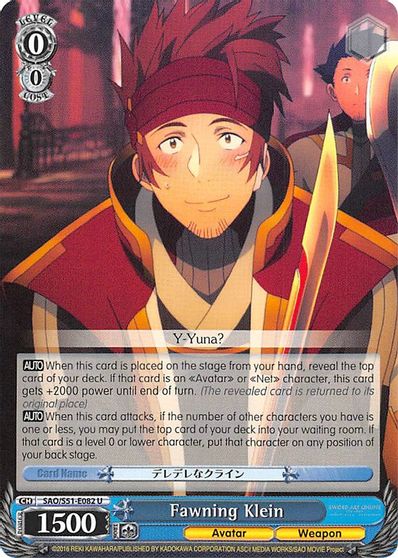 LEVEL
0
0
COST
Y-Yuna?
AUTO When this card is placed on the stage from your hand, reveal the top
card of your deck. If that card is an «Avatar» or «Net» character, this card
gets +2000 power until end of turn. (The revealed card is returned to its
original place)
AUTO When this card attacks, if the number of other characters you have is
one or less, you may put the top card of your deck into your waiting room. If
that card is a level 0 or lower character, put that character on any position
of your back stage.
Card Name デレデレなクライン
CH SAO/S51-E082 U
POWER 1500
Fawning Klein
Avatar Weapon
©2016 REKI KAWAHARA/PUBLISHED BY KADOKAWA CORPORATION ASCII MEDIA WORKS/SAO MOVIE Project